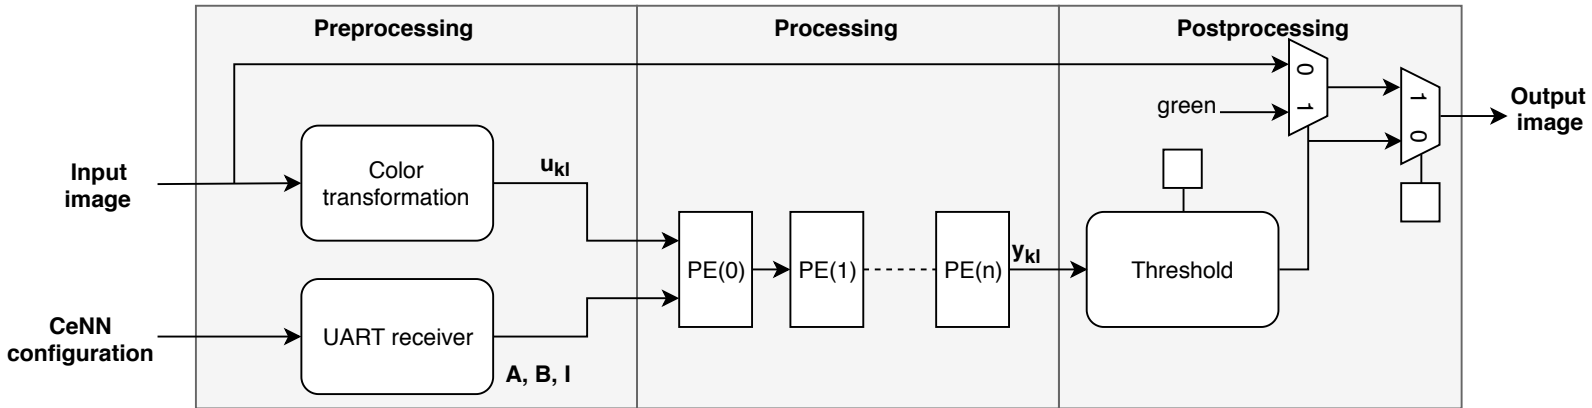 Preprocessing
Processing
Postprocessing
0
1
green
1
0
Output
image
Input
image
Color
transformation
u_kl
PE(0)
PE(1)
PE(n)
y_kl
Threshold
CeNN
configuration
UART receiver
A, B, I